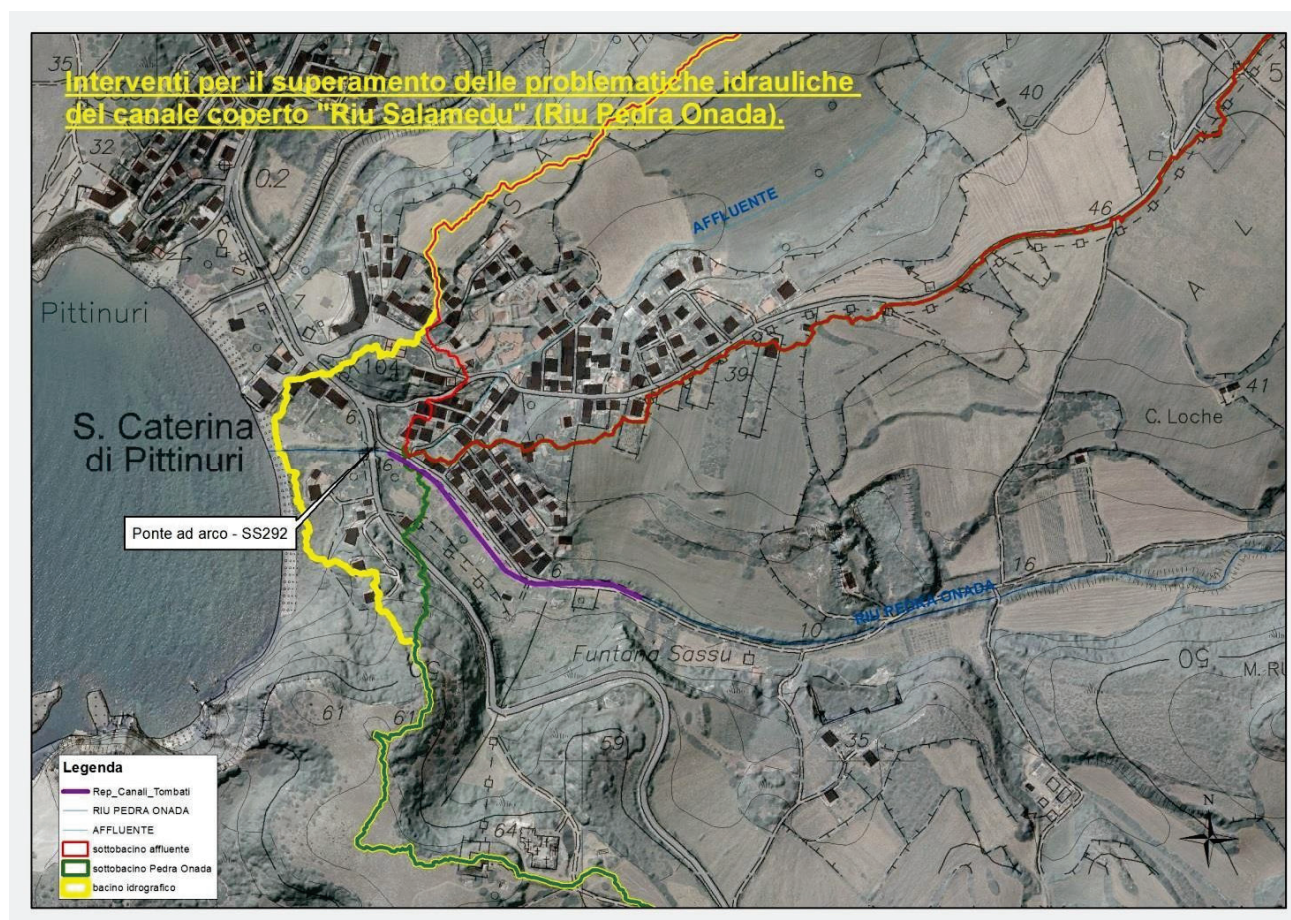 Interventi per il superamento delle problematiche idrauliche
del canale coperto "Riu Salamedu" (Riu Pedra Onada).
35
40
5
32
0.2
S
A
AFFLUENTE
46
L
A
V
7
Pittinuri
104
39
41
S. Caterina
di Pittinuri
6
C. Loche
16
Ponte ad arco - SS292
6
16
RIU PEDRA ONADA
10
Funtana Sassu
50
M. RU
61
61
59
35
64
N
Legenda
Rep_Canali_Tombati
RIU PEDRA ONADA
AFFLUENTE
sottobacino affluente
sottobacino Pedra Onada
bacino idrografico